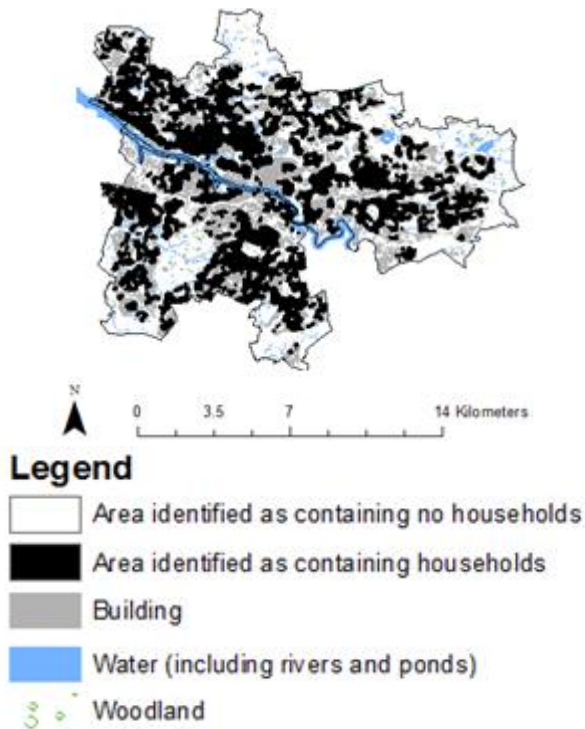 N
0 3.5 7 14 Kilometers
Legend
Area identified as containing no households
Area identified as containing households
Building
Water (including rivers and ponds)
Woodland